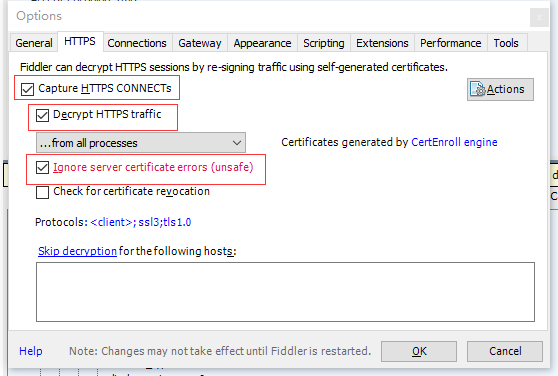 Options
General HTTPS Connections Gateway Appearance Scripting Extensions Performance Tools
Fiddler can decrypt HTTPS sessions by re-signing traffic using self-generated certificates.
Capture HTTPS CONNECTs
Actions
Decrypt HTTPS traffic
...from all processes
Certificates generated by CertEnroll engine
Ignore server certificate errors (unsafe)
Check for certificate revocation
Protocols: <client>; ssl3;tls1.0
Skip decryption for the following hosts:
Help
Note: Changes may not take effect until Fiddler is restarted.
OK
Cancel